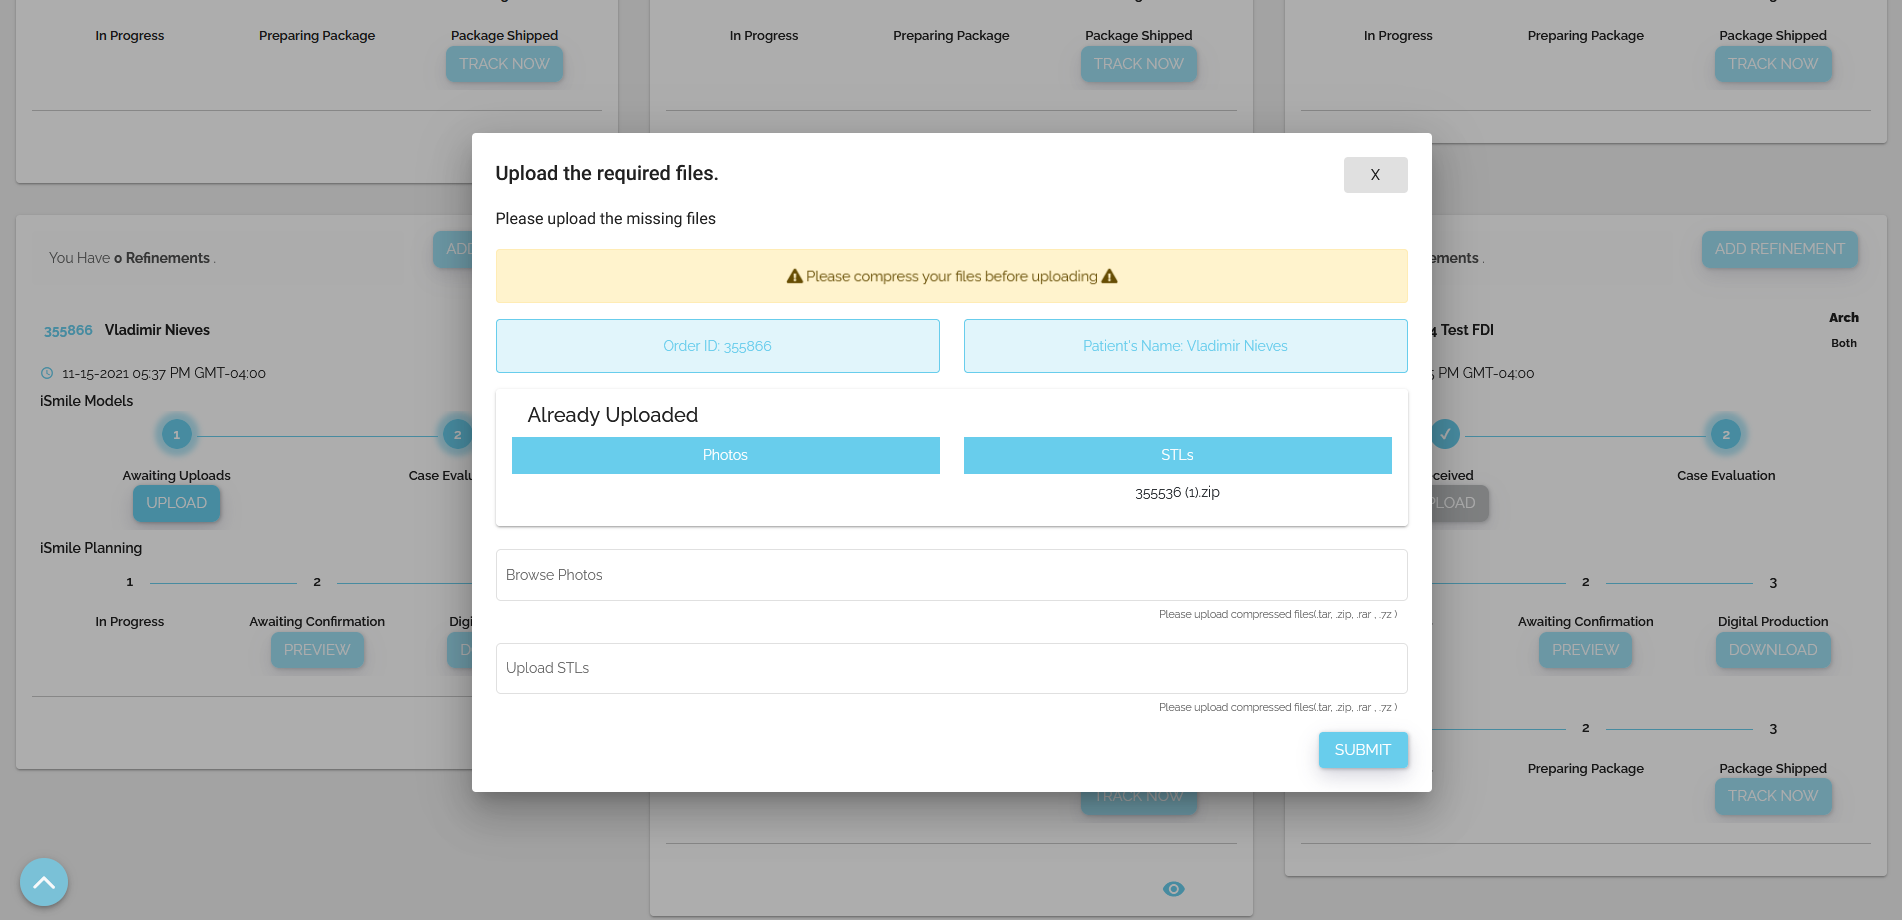 In Progress Preparing Package Package Shipped
TRACK NOW
In Progress Preparing Package Package Shipped
TRACK NOW
In Progress Preparing Package Package Shipped
TRACK NOW
Upload the required files.
X
Please upload the missing files
Please compress your files before uploading
Order ID: 355866
Patient's Name: Vladimir Nieves
Already Uploaded
Photos
STLs
355536 (1).zip
Browse Photos
Please upload compressed files(.tar, .zip, .rar , .7z )
Upload STLs
Please upload compressed files(.tar, .zip, .rar , .7z )
SUBMIT
You Have 0 Refinements .
355866 Vladimir Nieves
11-15-2021 05:37 PM GMT-04:00
iSmile Models
1 2
Awaiting Uploads
UPLOAD
iSmile Planning
1 2
In Progress Awaiting Confirmation
PREVIEW
ADD REFINEMENT
Test FDI
Arch
Both
PM GMT-04:00
2
Case Evaluation
2 3
Awaiting Confirmation Digital Production
PREVIEW DOWNLOAD
2 3
Preparing Package Package Shipped
TRACK NOW
TRACK NOW